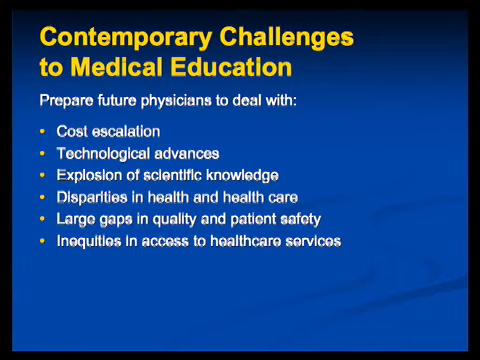 Contemporary Challenges
to Medical Education
Prepare future physicians to deal with:
• Cost escalation
• Technological advances
• Explosion of scientific knowledge
• Disparities in health and health care
• Large gaps in quality and patient safety
• Inequities in access to healthcare services